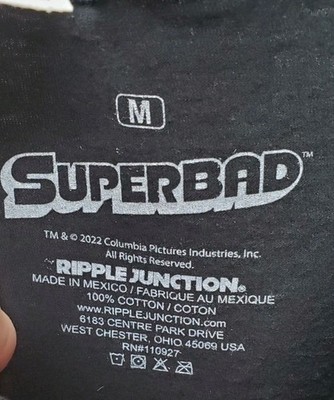 M
SUPERBAD™
TM & © 2022 Columbia Pictures Industries, Inc.
All Rights Reserved.
RIPPLE JUNCTION®
MADE IN MEXICO / FABRIQUÉ AU MEXIQUE
100% COTTON / COTON
www.RIPPLEJUNCTION.com
6183 CENTRE PARK DRIVE
WEST CHESTER, OHIO 45069 USA
RN#110927